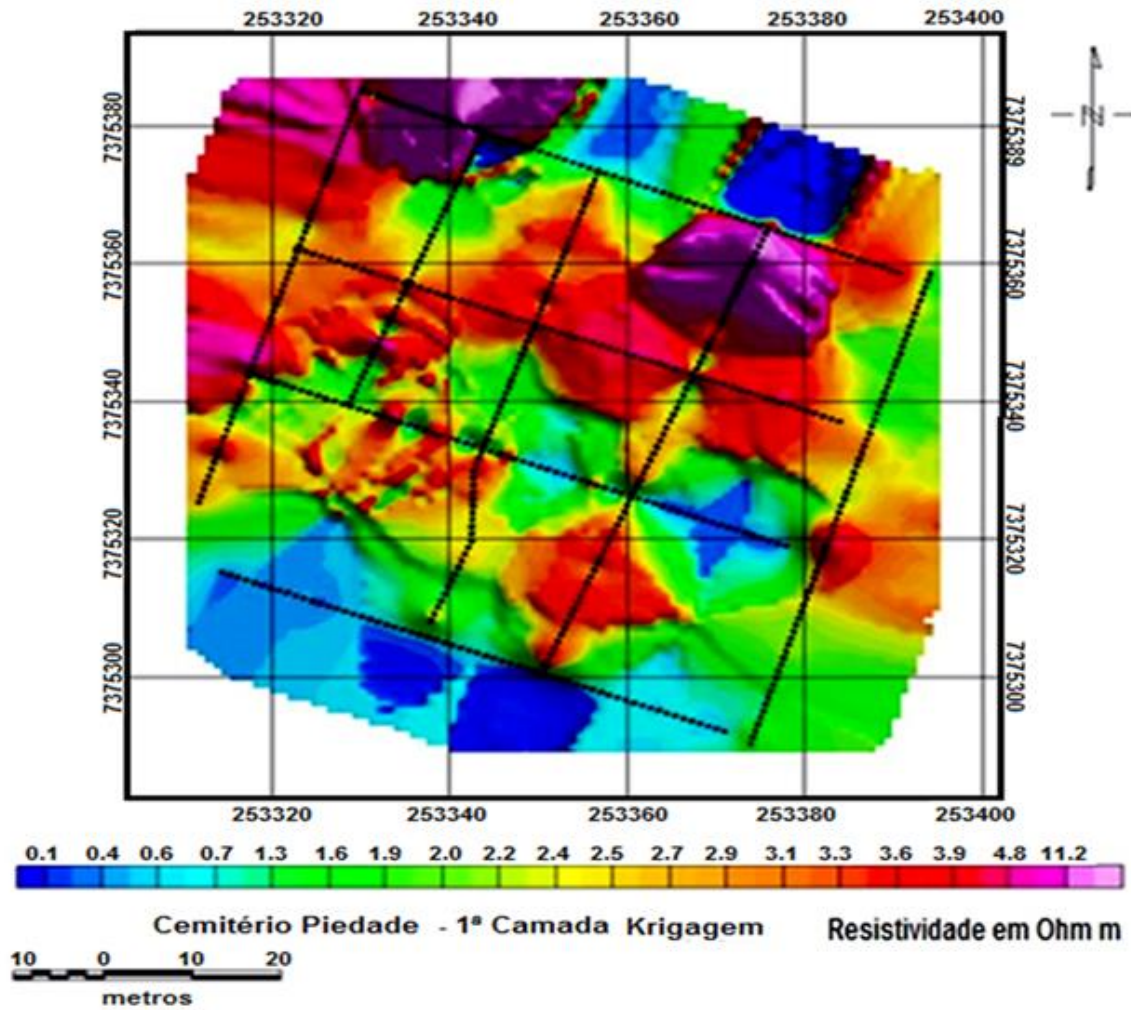 253320 253340 253360 253380 253400
7375380 7375389
7375360 7375360
7375340 7375340
7375320 7375320
7375300 7375300
253320 253340 253360 253380 253400
0.1 0.4 0.6 0.7 1.3 1.6 1.9 2.0 2.2 2.4 2.5 2.7 2.9 3.1 3.3 3.6 3.9 4.8 11.2
Cemitério Piedade - 1ª Camada Krigagem Resistividade em Ohm m
10 0 10 20
metros